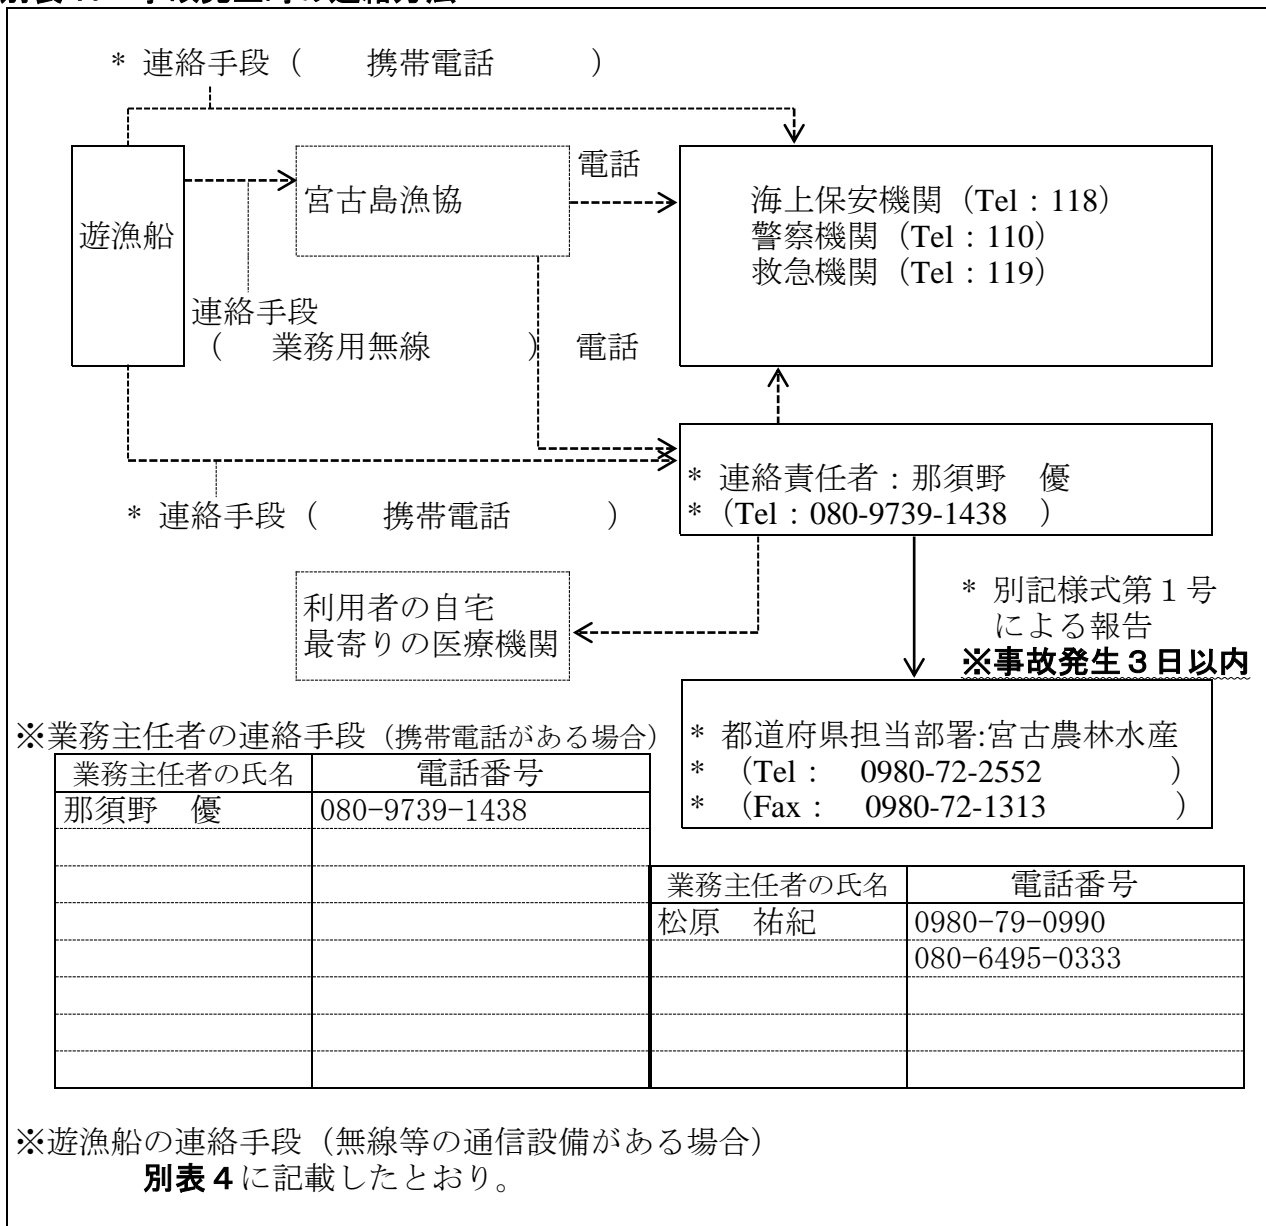 * 連絡手段（　　携帯電話　　　）
電話
宮古島漁協
遊漁船
海上保安機関（Tel：118）
警察機関（Tel：110）
救急機関（Tel：119）
連絡手段
（　業務用無線　　　）
電話
* 連絡責任者：那須野　優
*（Tel：080-9739-1438　）
* 連絡手段（　　携帯電話　　　）
利用者の自宅
最寄りの医療機関
* 別記様式第１号
による報告
※事故発生３日以内
* 都道府県担当部署:宮古農林水産
*　（Tel：　0980-72-2552　　　　）
*　（Fax：　0980-72-1313　　　　）
※業務主任者の連絡手段（携帯電話がある場合）
業務主任者の氏名　電話番号
那須野　優　080-9739-1438
業務主任者の氏名　電話番号
松原　祐紀　0980-79-0990
080-6495-0333
※遊漁船の連絡手段（無線等の通信設備がある場合）
別表４に記載したとおり。